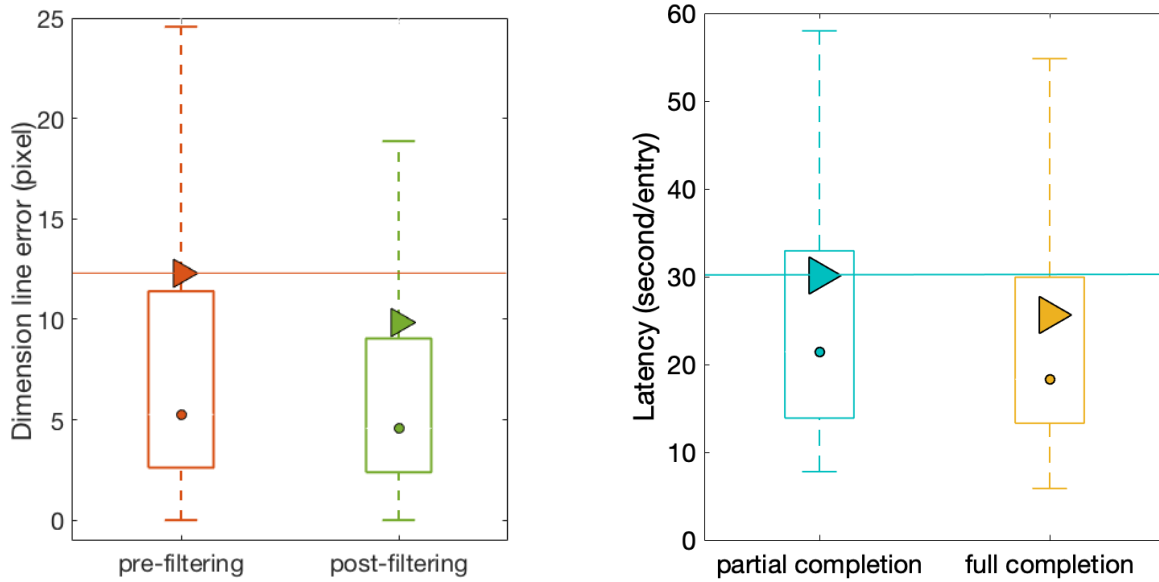 Dimension line error (pixel)
25
20
15
10
5
0
pre-filtering
post-filtering
Latency (second/entry)
60
50
40
30
20
10
0
partial completion
full completion